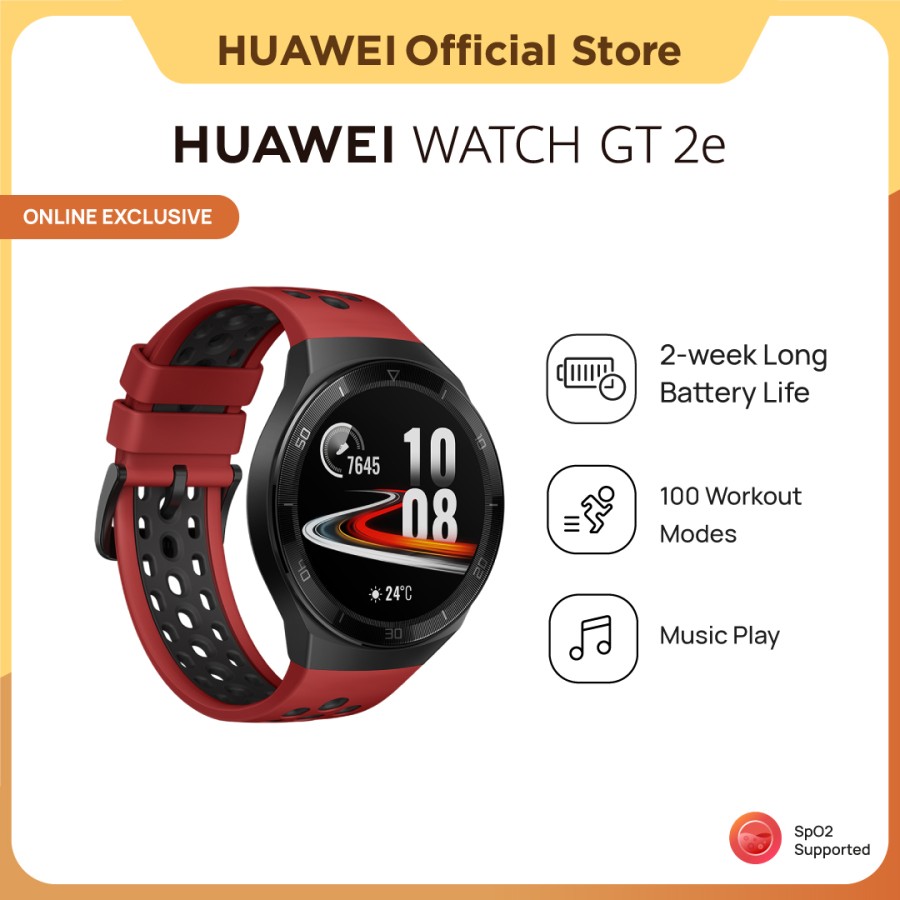 HUAWEI Official Store
HUAWEI WATCH GT 2e
ONLINE EXCLUSIVE
2-week Long
Battery Life
100 Workout
Modes
Music Play
50
10
7645
10
08
40
20
24°C
30
SpO2
Supported